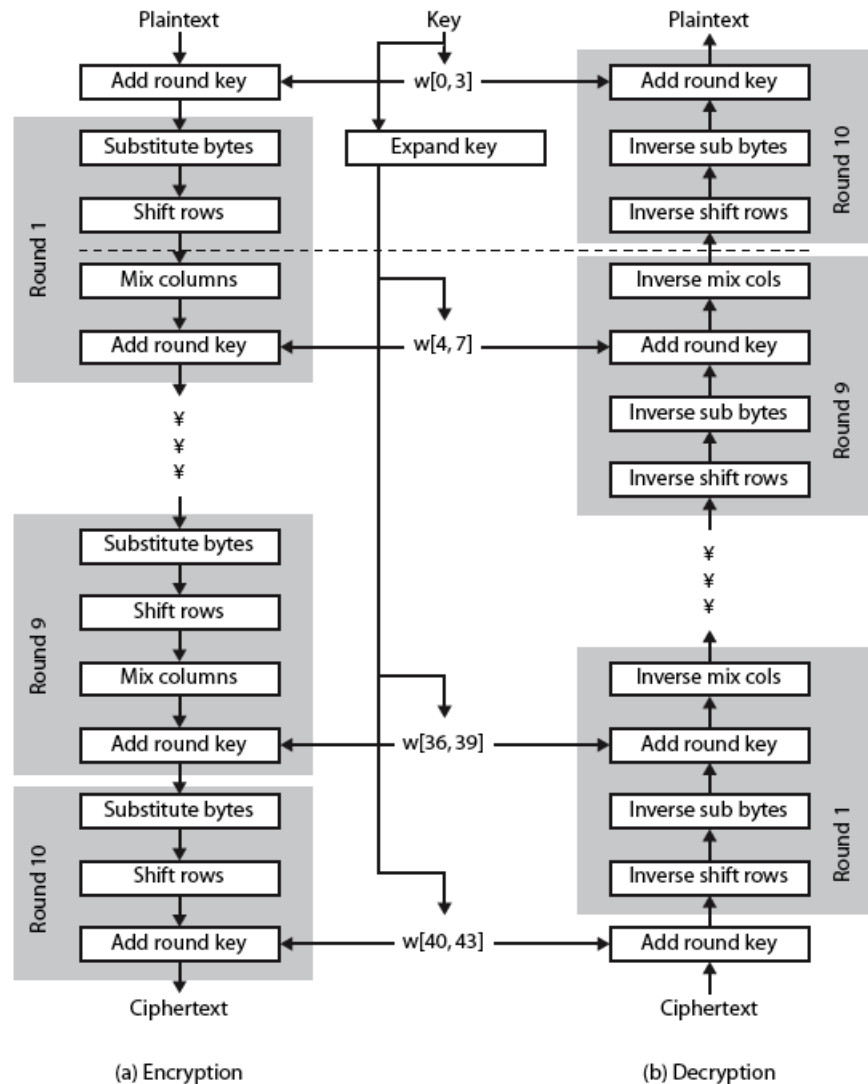 Plaintext
Key
Plaintext
Add round key
w[0, 3]
Add round key
Substitute bytes
Expand key
Inverse sub bytes
Round 10
Shift rows
Inverse shift rows
Round 1
Mix columns
Inverse mix cols
Add round key
w[4, 7]
Add round key
Round 9
¥
Inverse sub bytes
¥
¥
Inverse shift rows
Substitute bytes
¥
Shift rows
¥
¥
Round 9
Mix columns
Inverse mix cols
Add round key
w[36, 39]
Add round key
Substitute bytes
Inverse sub bytes
Round 1
Round 10
Shift rows
Inverse shift rows
Add round key
w[40, 43]
Add round key
Ciphertext
Ciphertext
(a) Encryption
(b) Decryption